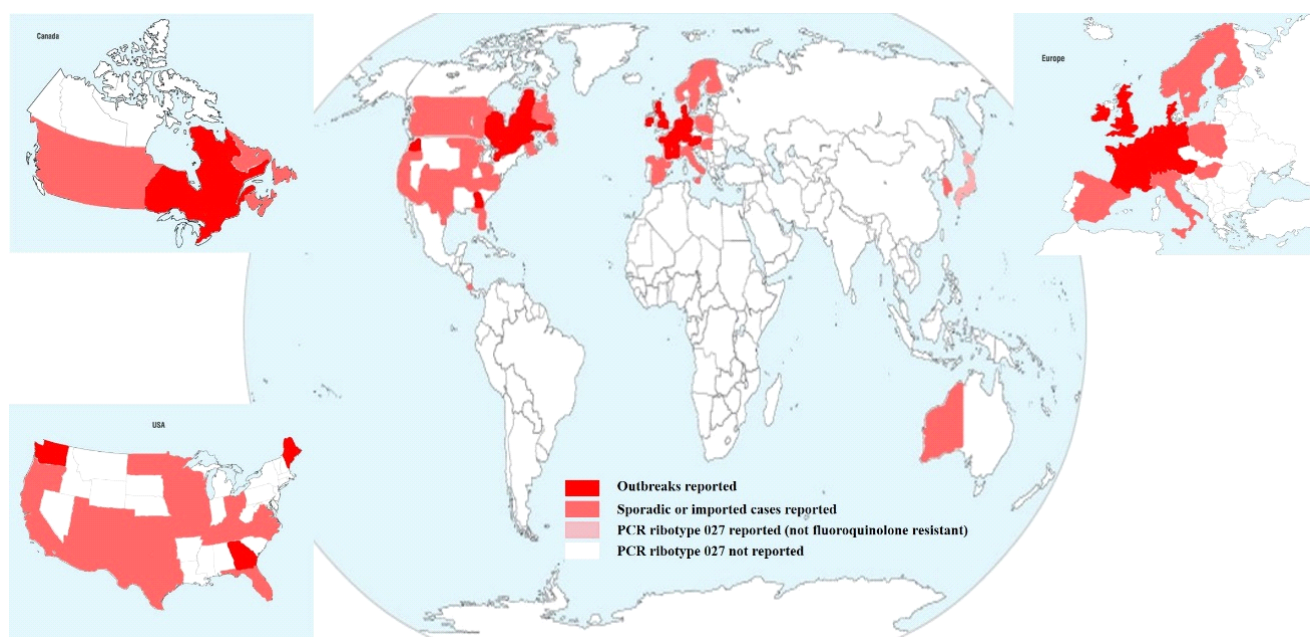 Canada
Europe
USA
Outbreaks reported
Sporadic or imported cases reported
PCR ribotype 027 reported (not fluoroquinolone resistant)
PCR ribotype 027 not reported